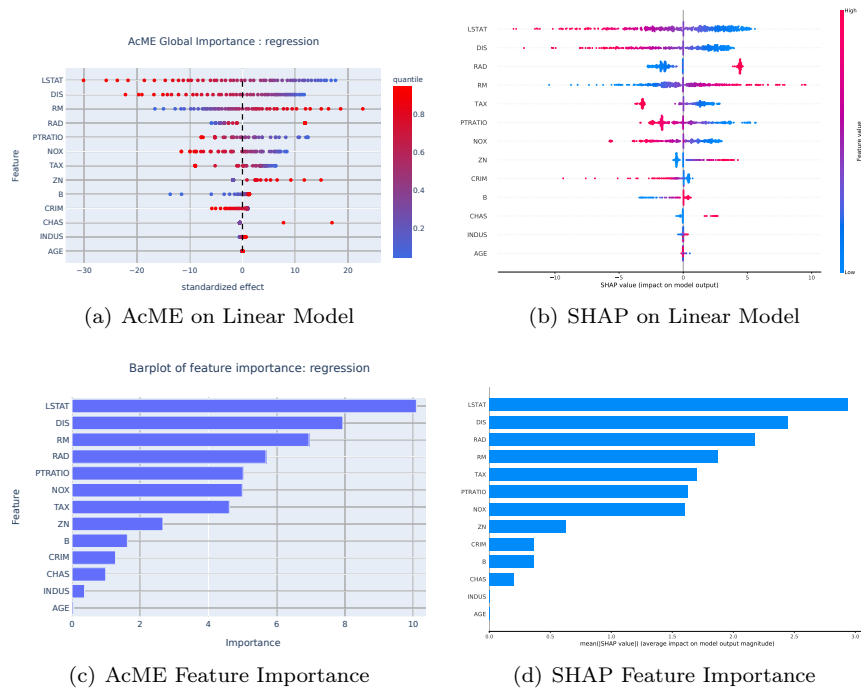 AcME Global Importance : regression
Feature
LSTAT
DIS
RM
RAD
PTRATIO
NOX
TAX
ZN
B
CRIM
CHAS
INDUS
AGE
−30 −20 −10 0 10 20
standardized effect
quantile
0.8
0.6
0.4
0.2
(a) AcME on Linear Model
LSTAT
DIS
RAD
RM
TAX
PTRATIO
NOX
ZN
CRIM
B
CHAS
INDUS
AGE
−10 −5 0 5 10
SHAP value (impact on model output)
High
Feature value
Low
(b) SHAP on Linear Model
Barplot of feature importance: regression
Feature
LSTAT
DIS
RM
RAD
PTRATIO
NOX
TAX
ZN
B
CRIM
CHAS
INDUS
AGE
0 2 4 6 8 10
Importance
(c) AcME Feature Importance
LSTAT
DIS
RAD
RM
TAX
PTRATIO
NOX
ZN
CRIM
B
CHAS
INDUS
AGE
0.0 0.5 1.0 1.5 2.0 2.5 3.0
mean(|SHAP value|) (average impact on model output magnitude)
(d) SHAP Feature Importance